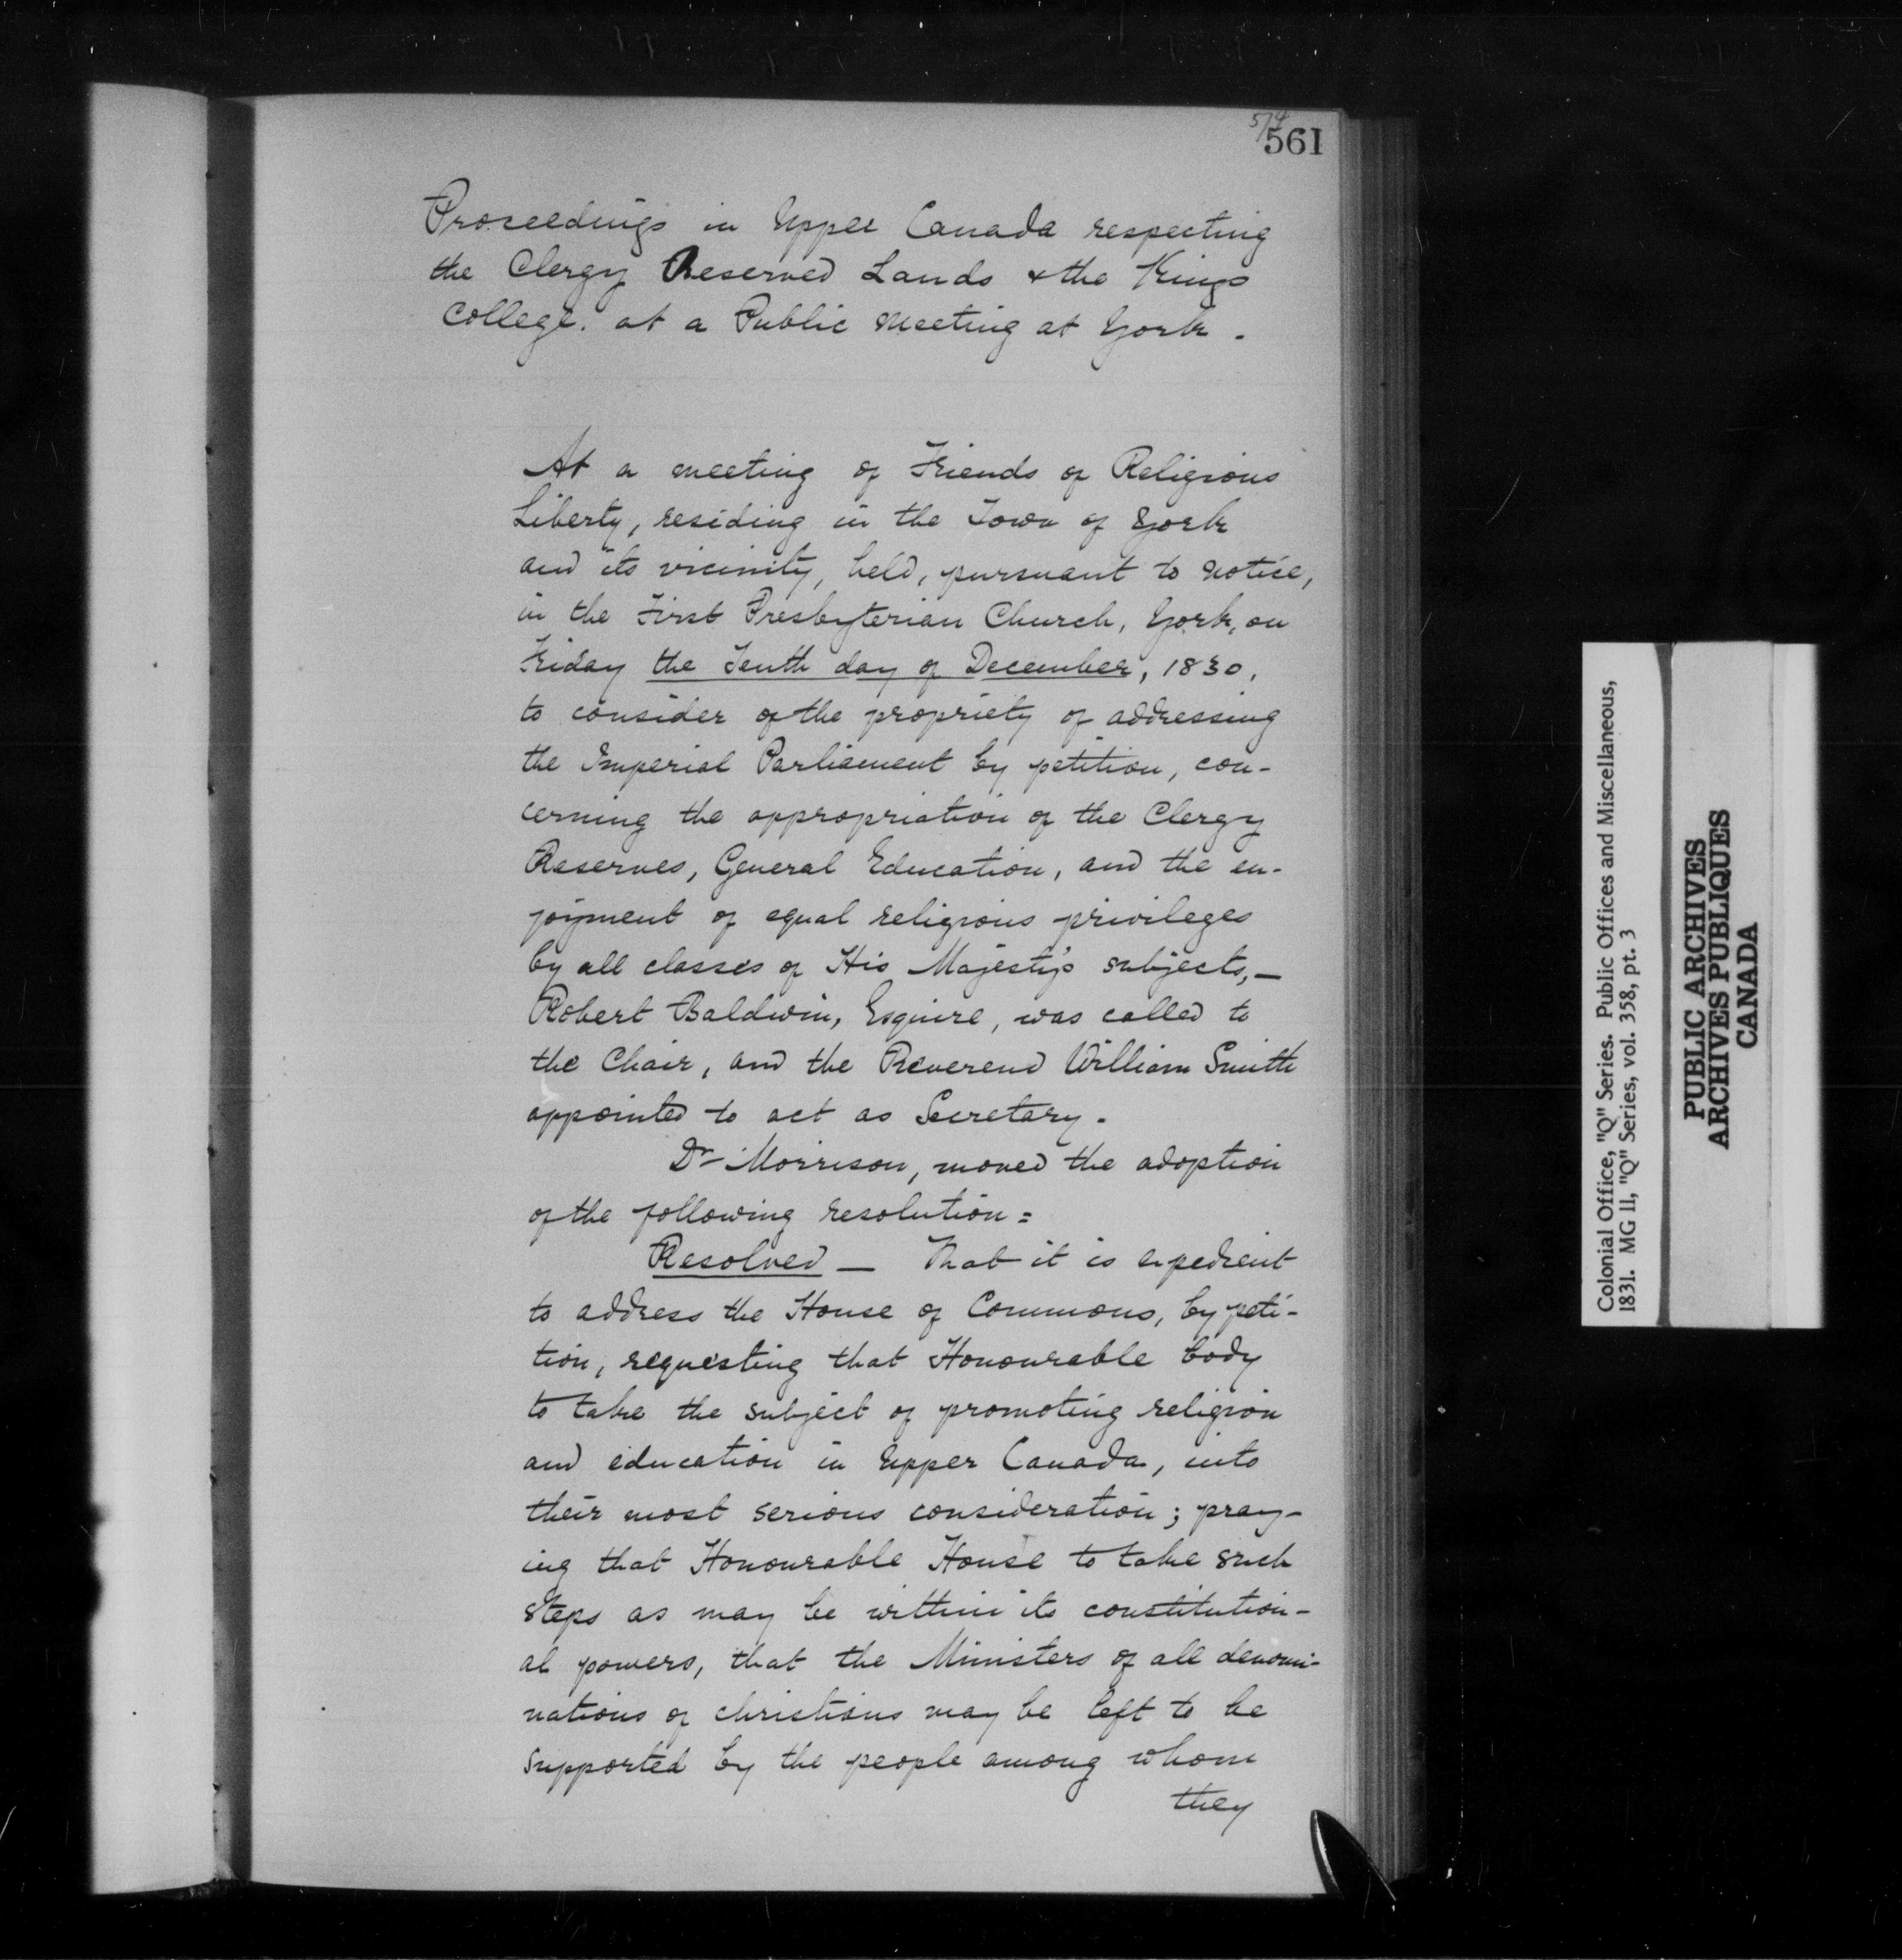 574
561
Proceedings in Upper Canada respecting
the Clergy Reserved Lands & the Kings
College. at a Public Meeting at York.
At a meeting of Friends of Religious
Liberty, residing in the Town of York
and its vicinity, held, pursuant to notice,
in the First Presbyterian Church, York, on
Friday the Tenth day of December, 1830,
to consider of the propriety of addressing
the Imperial Parliament by petition, con-
cerning the appropriation of the Clergy
Reserves, General Education, and the en-
joyment of equal religious privileges
by all classes of His Majesty's subjects,—
Robert Baldwin, Esquire, was called to
the Chair, and the Reverend William Smith
appointed to act as Secretary.
Dr Morrison, moved the adoption
of the following resolution =
Resolved — That it is expedient
to address the House of Commons, by peti-
tion, requesting that Honourable body
to take the subject of promoting religion
and education in Upper Canada, into
their most serious consideration; pray-
ing that Honourable House to take such
steps as may be within its constitution-
al powers, that the Ministers of all denomi-
nations of christians may be left to be
supported by the people among whom
they
Colonial Office, "Q" Series. Public Offices and Miscellaneous,
1831. MG 11, "Q" Series, vol. 358, pt. 3
PUBLIC ARCHIVES
ARCHIVES PUBLIQUES
CANADA